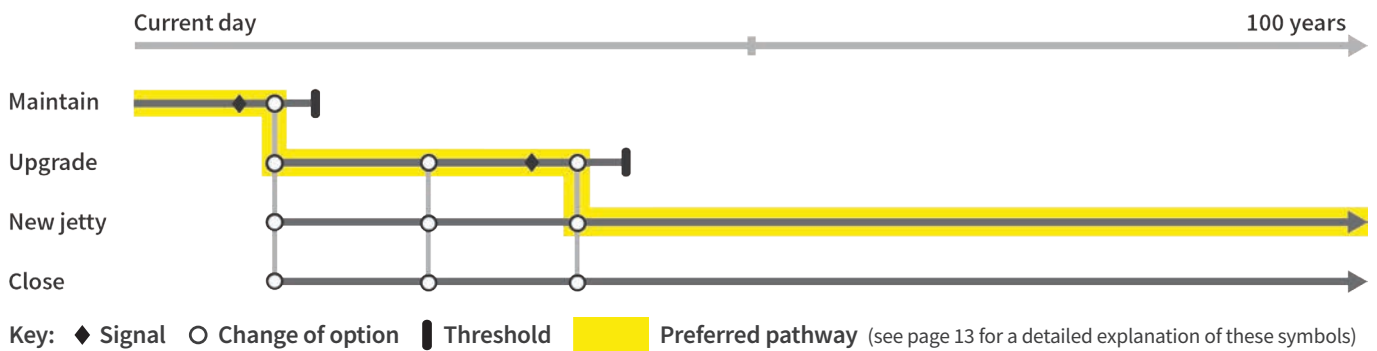 Current day 100 years
Maintain
Upgrade
New jetty
Close
Key: Signal Change of option Threshold Preferred pathway (see page 13 for a detailed explanation of these symbols)